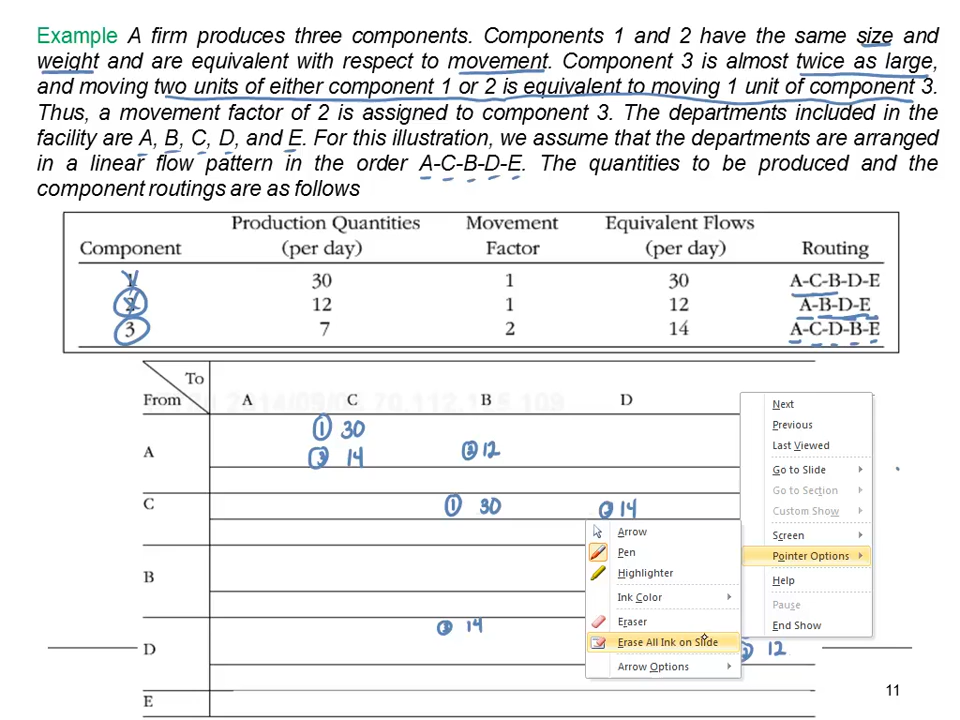 Example A firm produces three components. Components 1 and 2 have the same size and
weight and are equivalent with respect to movement. Component 3 is almost twice as large,
and moving two units of either component 1 or 2 is equivalent to moving 1 unit of component 3.
Thus, a movement factor of 2 is assigned to component 3. The departments included in the
facility are A, B, C, D, and E. For this illustration, we assume that the departments are arranged
in a linear flow pattern in the order A-C-B-D-E. The quantities to be produced and the
component routings are as follows
Production Quantities Movement Equivalent Flows
Component (per day) Factor (per day) Routing
1 30 1 30 A-C-B-D-E
2 12 1 12 A-B-D-E
3 7 2 14 A-C-D-B-E
To
From A C B D
① 30
A ③ 14 ② 12
C ① 30 14
B
③ 14
D 12
E
Next
Previous
Last Viewed
Go to Slide
Go to Section
Custom Show
Screen
Pointer Options
Help
Pause
End Show
Arrow
Pen
Highlighter
Ink Color
Eraser
Erase All Ink on Slide
Arrow Options
11